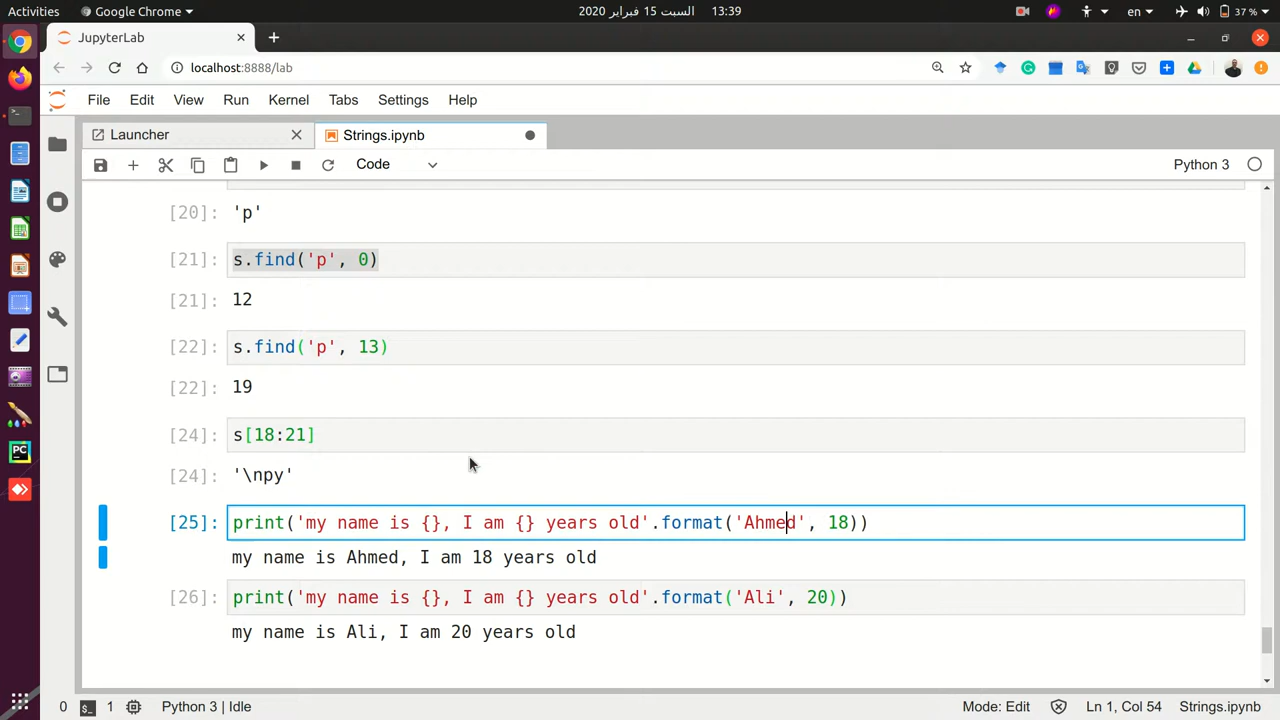 Activities Google Chrome السبت 15 فبراير 2020 13:39 en 37 %
JupyterLab
localhost:8888/lab
File Edit View Run Kernel Tabs Settings Help
Launcher Strings.ipynb
Code Python 3
[20]: 'p'
[21]: s.find('p', 0)
[21]: 12
[22]: s.find('p', 13)
[22]: 19
[24]: s[18:21]
[24]: '\npy'
[25]: print('my name is {}, I am {} years old'.format('Ahmed', 18))
my name is Ahmed, I am 18 years old
[26]: print('my name is {}, I am {} years old'.format('Ali', 20))
my name is Ali, I am 20 years old
0 1 Python 3 | Idle Mode: Edit Ln 1, Col 54 Strings.ipynb